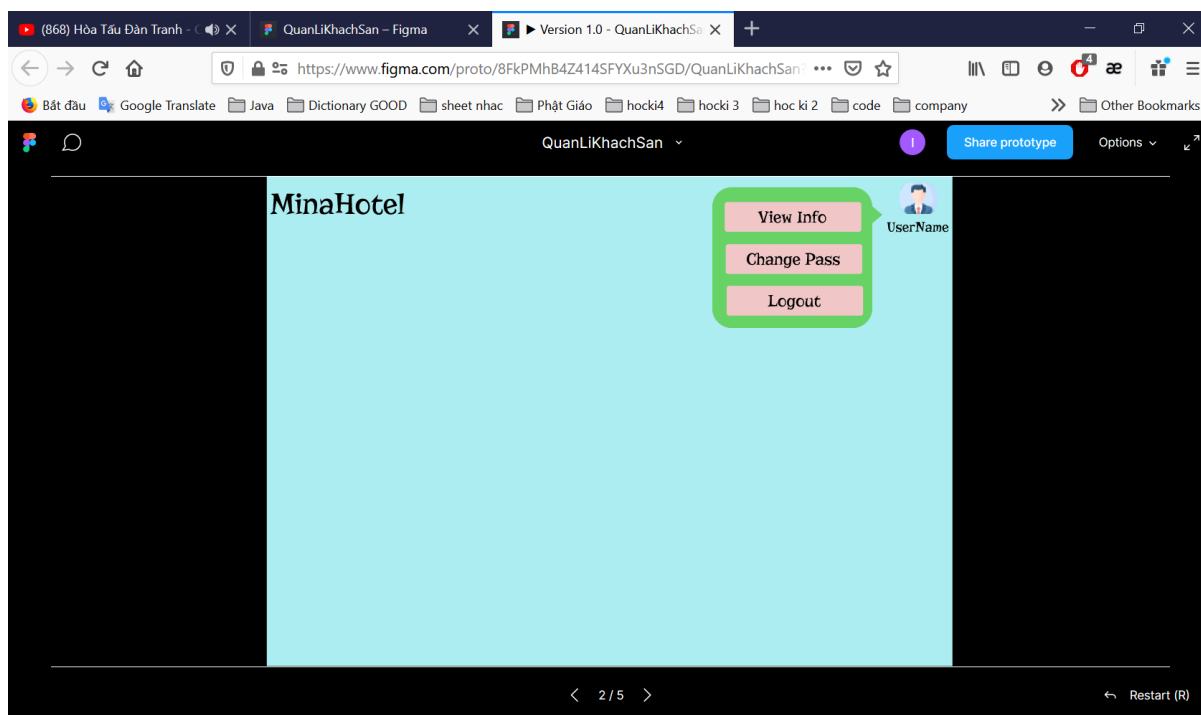 (868) Hòa Tấu Đàn Tranh -
QuanLiKhachSan – Figma
▶ Version 1.0 - QuanLiKhachSa
https://www.figma.com/proto/8FkPMhB4Z414SFYXu3nSGD/QuanLiKhachSan
4
Bắt đầu
Google Translate
Java
Dictionary GOOD
sheet nhac
Phật Giáo
hocki4
hocki 3
hoc ki 2
code
company
Other Bookmarks
QuanLiKhachSan
I
Share prototype
Options
MinaHotel
View Info
UserName
Change Pass
Logout
2 / 5
Restart (R)